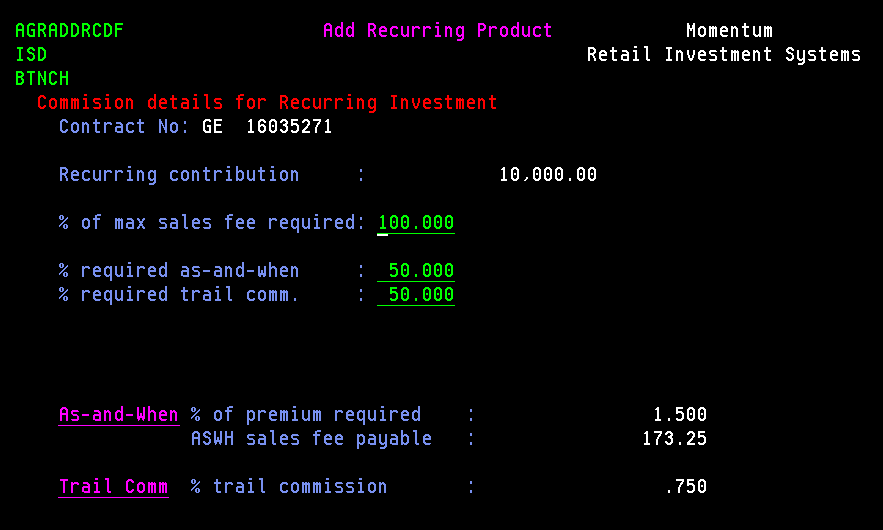 AGRADDRCDF Add Recurring Product Momentum
ISD Retail Investment Systems
BTNCH
Commision details for Recurring Investment
Contract No: GE 16035271
Recurring contribution : 10,000.00
% of max sales fee required: 100.000
% required as-and-when : 50.000
% required trail comm. : 50.000
As-and-When % of premium required : 1.500
ASWH sales fee payable : 173.25
Trail Comm % trail commission : .750